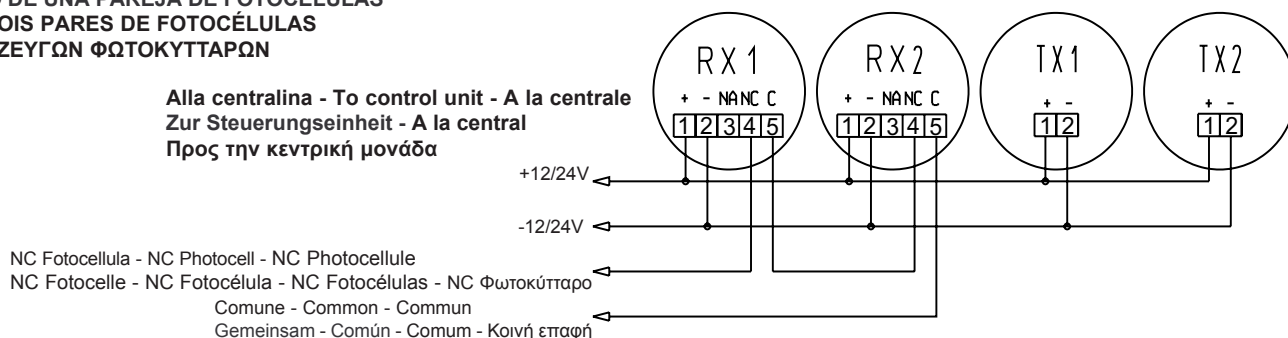 DE UNA PAREJA DE FOTOCÉLULAS
OIS PARES DE FOTOCÉLULAS
ΖΕΥΓΩΝ ΦΩΤΟΚΥΤΤΑΡΩΝ
Alla centralina - To control unit - A la centrale
Zur Steuerungseinheit - A la central
Προς την κεντρική μονάδα
RX1
+ - NA NC C
1 2 3 4 5
RX2
+ - NA NC C
1 2 3 4 5
TX1
+ -
1 2
TX2
+ -
1 2
+12/24V
-12/24V
NC Fotocellula - NC Photocell - NC Photocellule
NC Fotocelle - NC Fotocélula - NC Fotocélulas - NC Φωτοκύτταρο
Comune - Common - Commun
Gemeinsam - Común - Comum - Κοινή επαφή